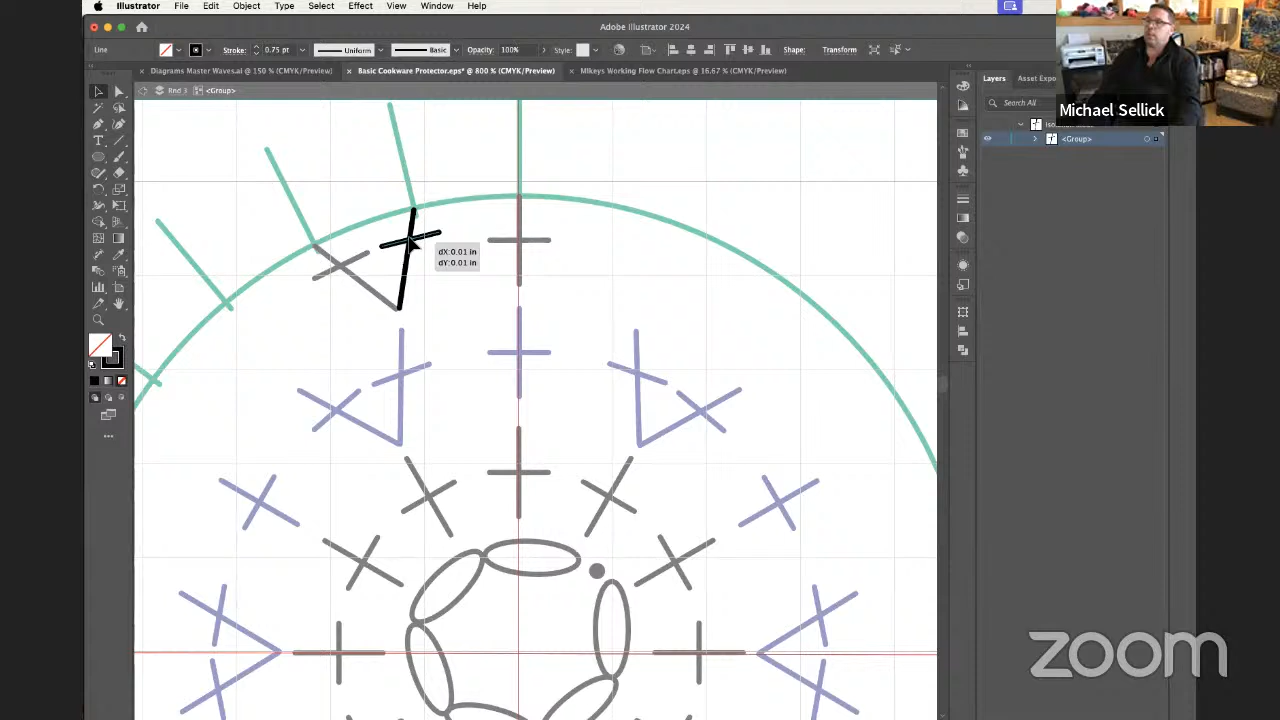 Illustrator File Edit Object Type Select Effect View Window Help
Adobe Illustrator 2024
Line Stroke: 0.75 pt Uniform Basic Opacity: 100% Style: Shape: Transform
Diagrams Master Waves.ai @ 150 % (CMYK/Preview) Basic Cookware Protector.eps* @ 800 % (CMYK/Preview) Mikeys Working Flow Chart.eps @ 16.67 % (CMYK/Preview)
Rnd 3 <Group>
Layers Asset Expo
Search All
<Group>
Michael Sellick
dX:0.01 in
dY:0.01 in
zoom